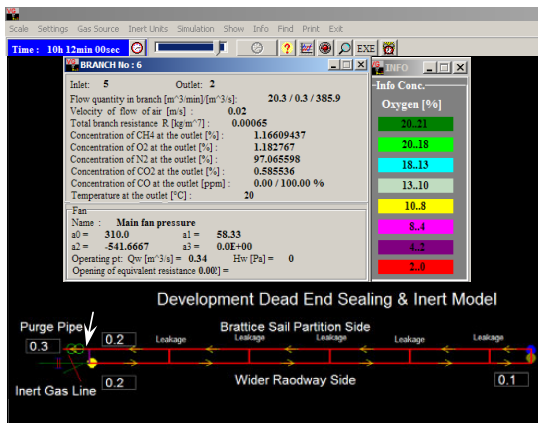 Scale Settings Gas Source Inert Units Simulation Show Info Find Print Exit
Time : 10h 12min 00sec
? EXE
BRANCH No : 6
Inlet: 5 Outlet: 2
Flow quantity in branch [m^3/min]/[m^3/s]: 20.3 / 0.3 / 385.9
Velocity of flow of air [m/s] : 0.02
Total branch resistance R [kg/m^7] : 0.00065
Concentration of CH4 at the outlet [%] : 1.16609437
Concentration of O2 at the outlet [%] : 1.182767
Concentration of N2 at the outlet [%] : 97.065598
Concentration of CO2 at the outlet [%] : 0.585536
Concentration of CO at the outlet [ppm] : 0.00 / 100.00 %
Temperature at the outlet [°C] : 20
Fan
Name : Main fan pressure
a0 = 310.0 a1 = 58.33
a2 = -541.6667 a3 = 0.0E+00
Operating pt: Qw [m^3/s] = 0.34 Hw [Pa] = 0
Opening of equivalent resistance 0.00[] =
INFO
Info Conc.
Oxygen [%]
20..21
20..18
18..13
13..10
10..8
8..4
4..2
2..0
Development Dead End Sealing & Inert Model
Purge Pipe
Brattice Sail Partition Side
0.3
0.2
Leakage Leakage Leakage Leakage Leakage
Inert Gas Line
0.2
Wider Raodway Side
0.1